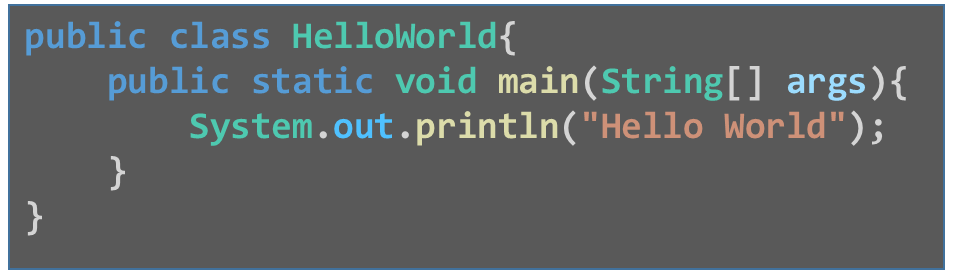 public class HelloWorld{
    public static void main(String[] args){
        System.out.println("Hello World");
    }
}